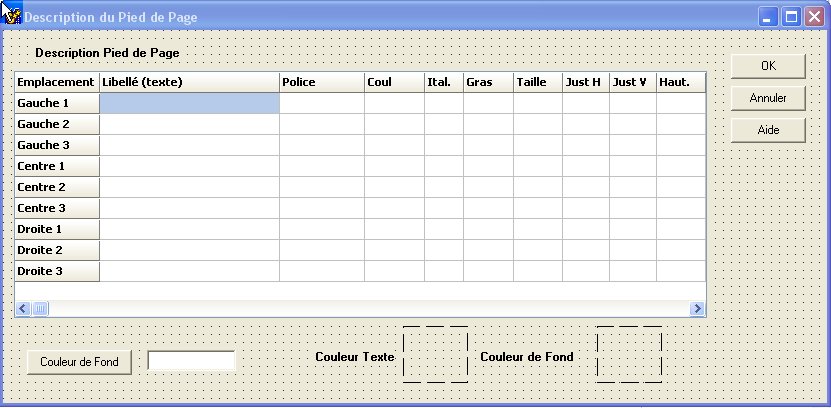 Description du Pied de Page
Description Pied de Page
Emplacement Libellé (texte) Police Coul Ital. Gras Taille Just H Just V Haut.
Gauche 1
Gauche 2
Gauche 3
Centre 1
Centre 2
Centre 3
Droite 1
Droite 2
Droite 3
OK
Annuler
Aide
Couleur de Fond
Couleur Texte
Couleur de Fond